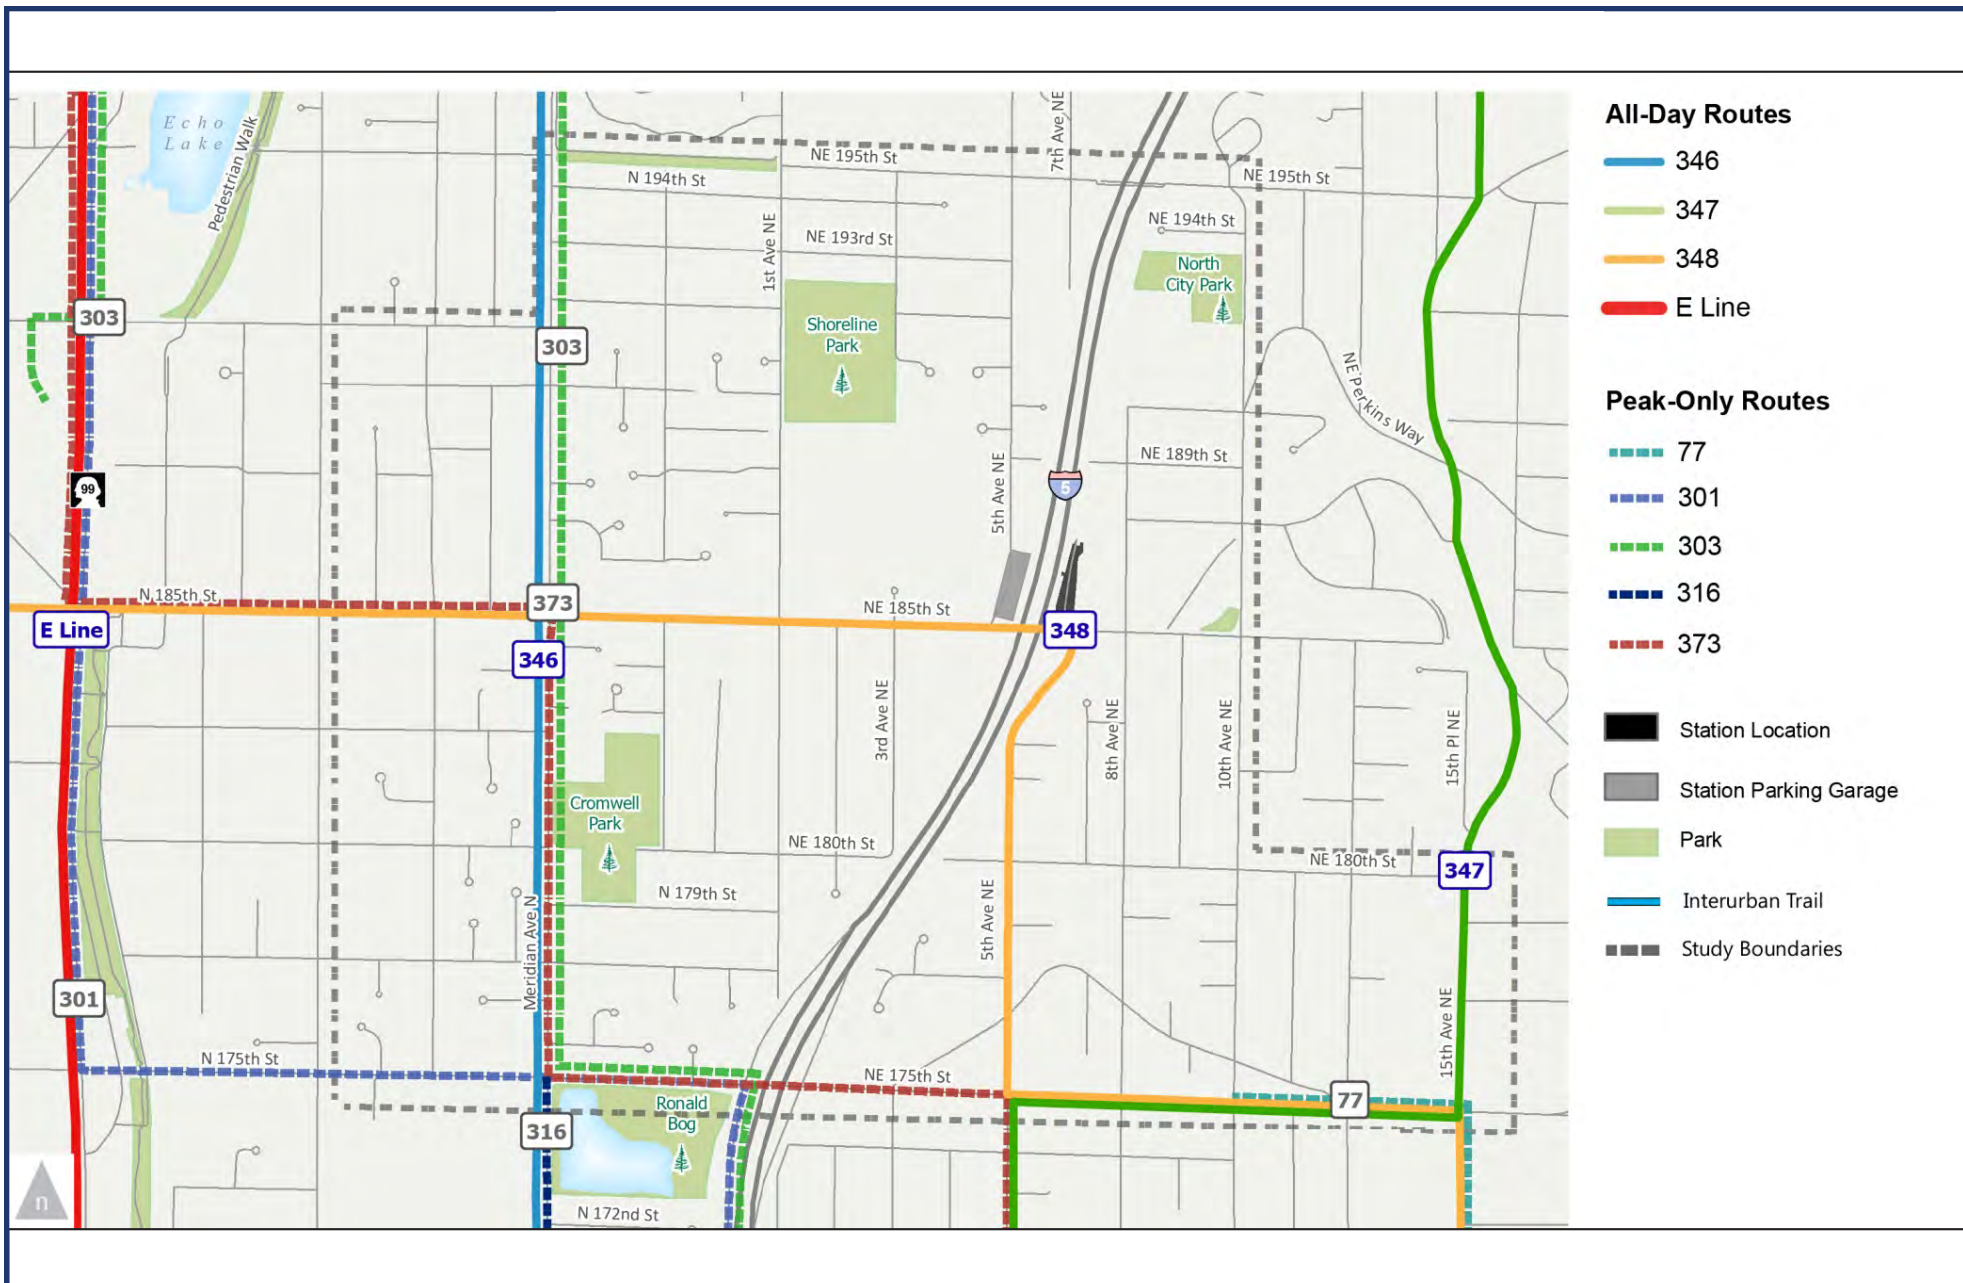 Echo
Lake
Pedestrian Walk
7th Ave NE
NE 195th St
N 194th St
NE 195th St
1st Ave NE
NE 193rd St
NE 194th St
North
City Park
303
303
Shoreline
Park
NE Perkins Way
5th Ave NE
NE 189th St
99
5
N 185th St
373
NE 185th St
E Line
346
348
3rd Ave NE
8th Ave NE
10th Ave NE
15th Pl NE
Cromwell
Park
NE 180th St
NE 180th St
347
N 179th St
5th Ave NE
Meridian Ave N
301
15th Ave NE
N 175th St
NE 175th St
77
Ronald
Bog
316
n
N 172nd St
All-Day Routes
346
347
348
E Line
Peak-Only Routes
77
301
303
316
373
Station Location
Station Parking Garage
Park
Interurban Trail
Study Boundaries